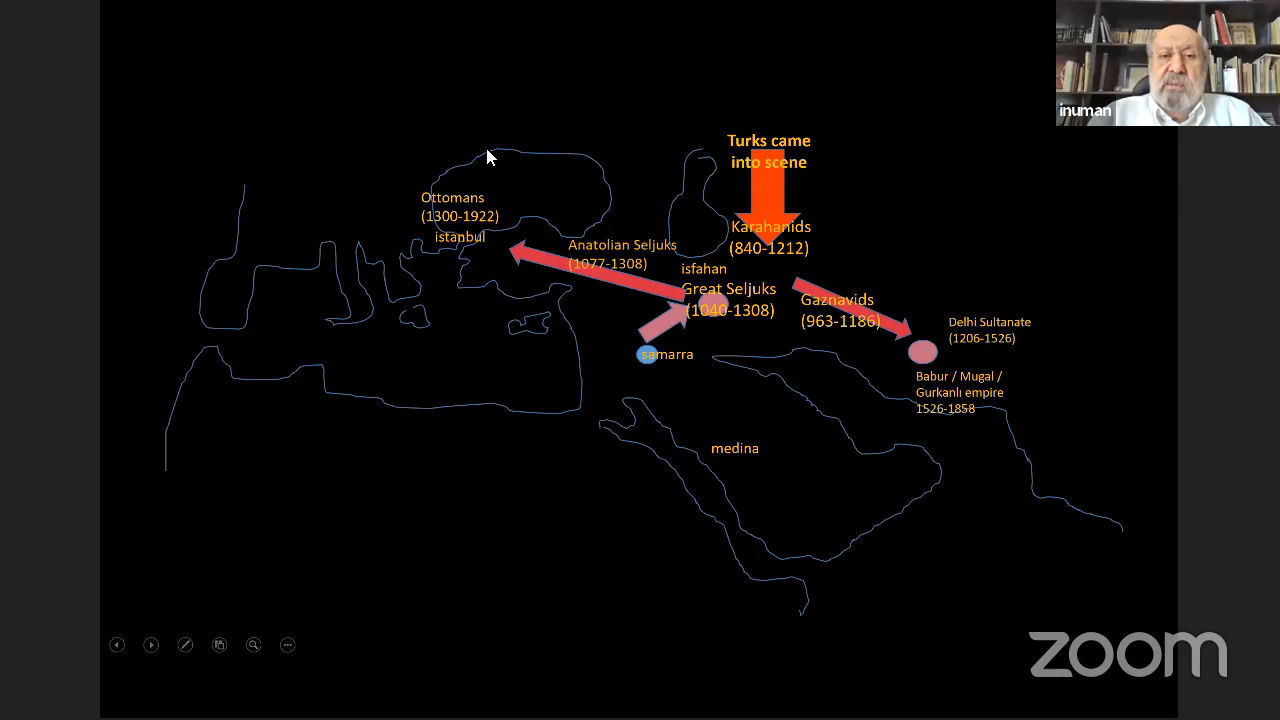 inuman
Turks came
into scene
Ottomans
(1300-1922)
istanbul
Karahanids
(840-1212)
Anatolian Seljuks
(1077-1308)
isfahan
Great Seljuks
(1040-1308)
Gaznavids
(963-1186)
Delhi Sultanate
(1206-1526)
samarra
Babur / Mugal /
Gurkanlı empire
1526-1858
medina
zoom